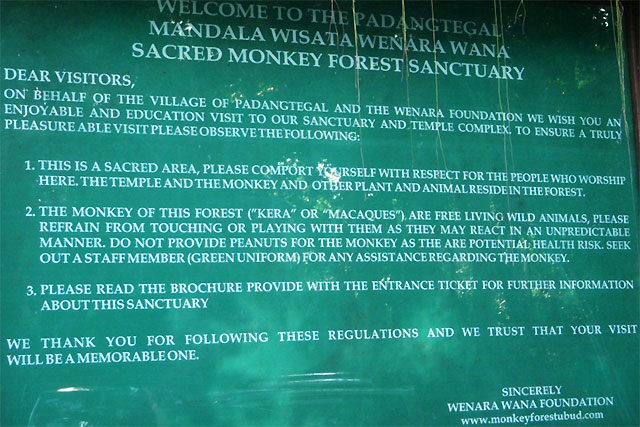 WELCOME TO THE PADANGTEGAL
MANDALA WISATA WENARA WANA
SACRED MONKEY FOREST SANCTUARY
DEAR VISITORS,
ON BEHALF OF THE VILLAGE OF PADANGTEGAL AND THE WENARA FOUNDATION WE WISH YOU AN
ENJOYABLE AND EDUCATION VISIT TO OUR SANCTUARY AND TEMPLE COMPLEX. TO ENSURE A TRULY
PLEASURE ABLE VISIT PLEASE OBSERVE THE FOLLOWING:
1. THIS IS A SACRED AREA, PLEASE COMPORT YOURSELF WITH RESPECT FOR THE PEOPLE WHO WORSHIP
HERE. THE TEMPLE AND THE MONKEY AND OTHER PLANT AND ANIMAL RESIDE IN THE FOREST.
2. THE MONKEY OF THIS FOREST ("KERA" OR "MACAQUES") ARE FREE LIVING WILD ANIMALS, PLEASE
REFRAIN FROM TOUCHING OR PLAYING WITH THEM AS THEY MAY REACT IN AN UNPREDICTABLE
MANNER. DO NOT PROVIDE PEANUTS FOR THE MONKEY AS THE ARE POTENTIAL HEALTH RISK. SEEK
OUT A STAFF MEMBER (GREEN UNIFORM) FOR ANY ASSISTANCE REGARDING THE MONKEY.
3. PLEASE READ THE BROCHURE PROVIDE WITH THE ENTRANCE TICKET FOR FURTHER INFORMATION
ABOUT THIS SANCTUARY
WE THANK YOU FOR FOLLOWING THESE REGULATIONS AND WE TRUST THAT YOUR VISIT
WILL BE A MEMORABLE ONE.
SINCERELY
WENARA WANA FOUNDATION
www.monkeyforestubud.com